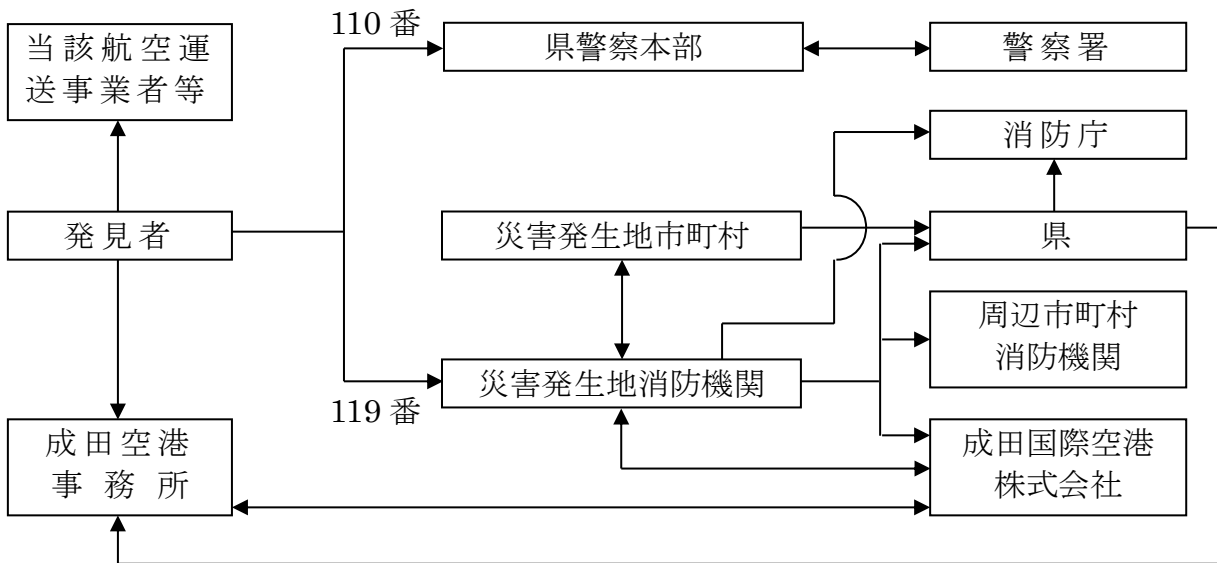 110 番
当該航空運
送事業者等
県警察本部
警察署
消防庁
発見者
災害発生地市町村
県
周辺市町村
消防機関
災害発生地消防機関
119 番
成田空港
事務所
成田国際空港
株式会社